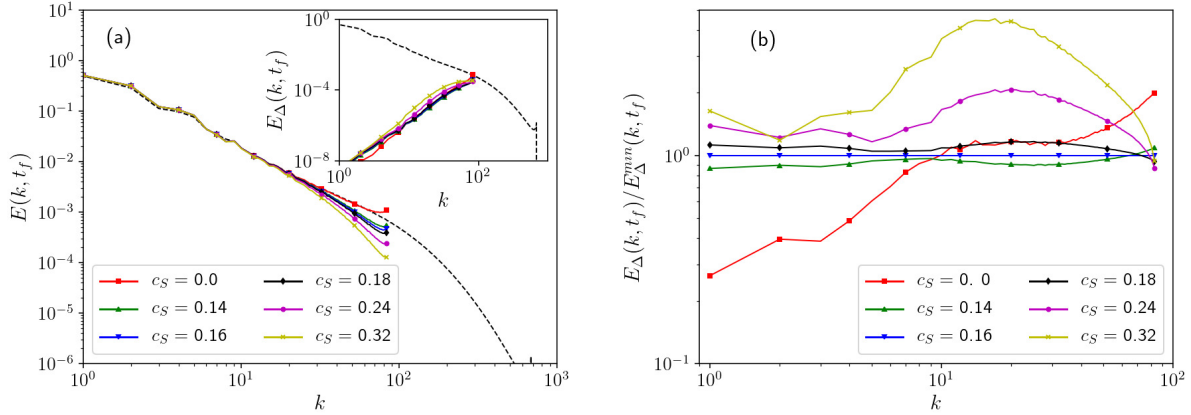 (a)
E(k, t_f)
10^1
10^0
10^{-1}
10^{-2}
10^{-3}
10^{-4}
10^{-5}
10^{-6}
10^0
10^1
10^2
10^3
k
E_Δ(k, t_f)
10^0
10^{-4}
10^{-8}
10^0
10^2
k
c_S = 0.0
c_S = 0.14
c_S = 0.16
c_S = 0.18
c_S = 0.24
c_S = 0.32
(b)
E_Δ(k, t_f)/E_Δ^{min}(k, t_f)
10^0
10^{-1}
10^0
10^1
10^2
k
c_S = 0. 0
c_S = 0.14
c_S = 0.16
c_S = 0.18
c_S = 0.24
c_S = 0.32